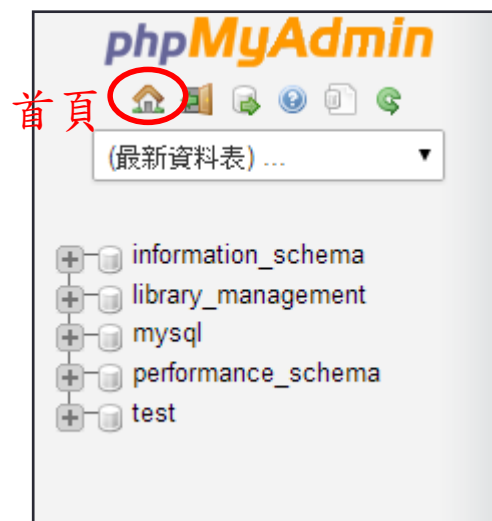 phpMyAdmin
首頁
(最新資料表) ...
information_schema
library_management
mysql
performance_schema
test